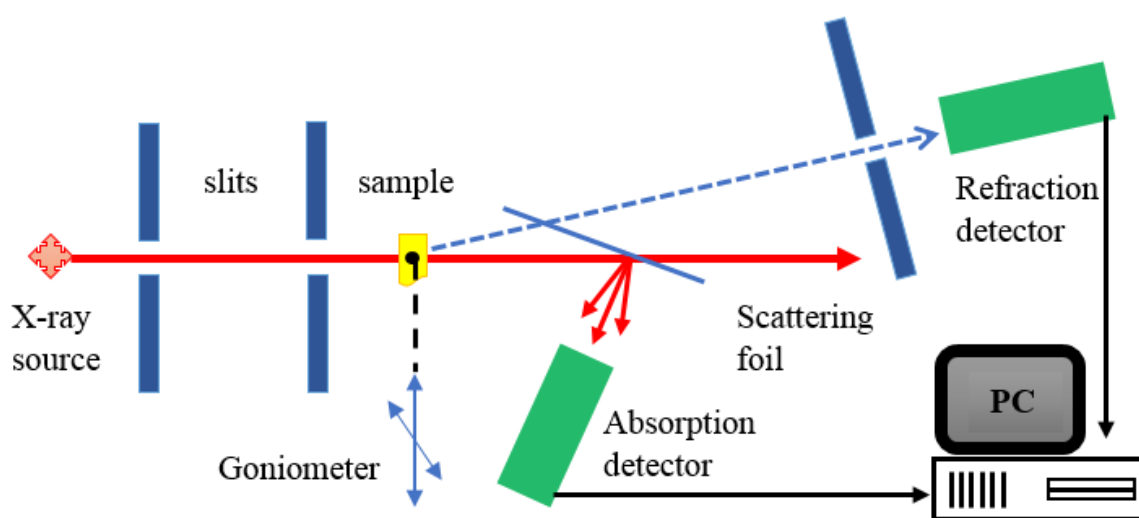 slits
sample
X-ray
source
Goniometer
Scattering
foil
Absorption
detector
Refraction
detector
PC